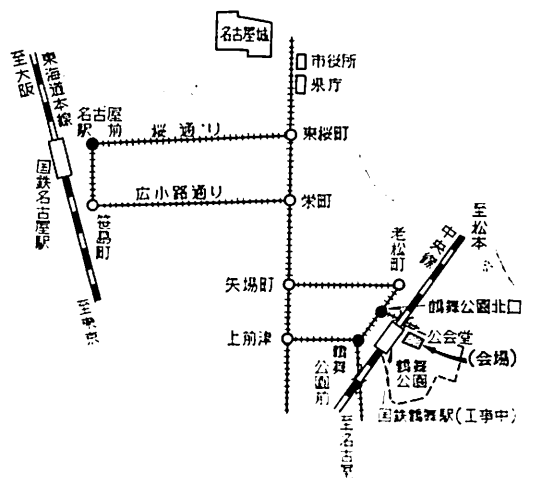 名古屋城
市役所
県庁
至大阪
東海道本線
名古屋
駅前
桜通り
東桜町
国鉄名古屋駅
広小路通り
栄町
笹島町
至東京
至松本
中央線
老松町
矢場町
鶴舞公園北口
上前津
公会堂
(会場)
鶴舞
公園前
鶴舞
公園
国鉄鶴舞駅(工事中)
至名古屋